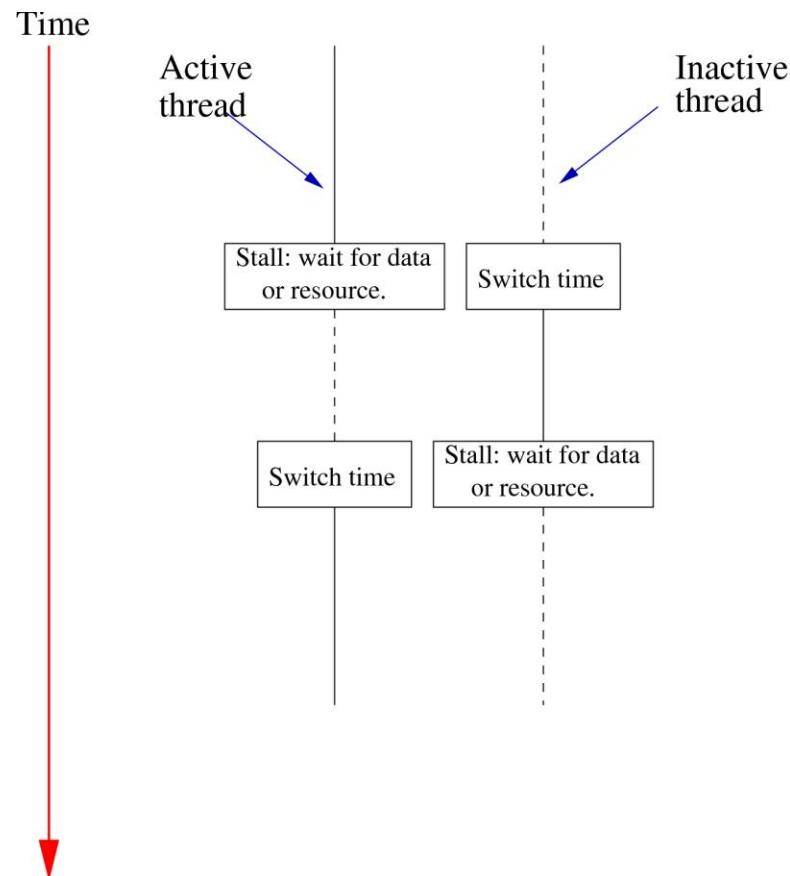 Time
Active
thread
Inactive
thread
Stall: wait for data
or resource.
Switch time
Switch time
Stall: wait for data
or resource.